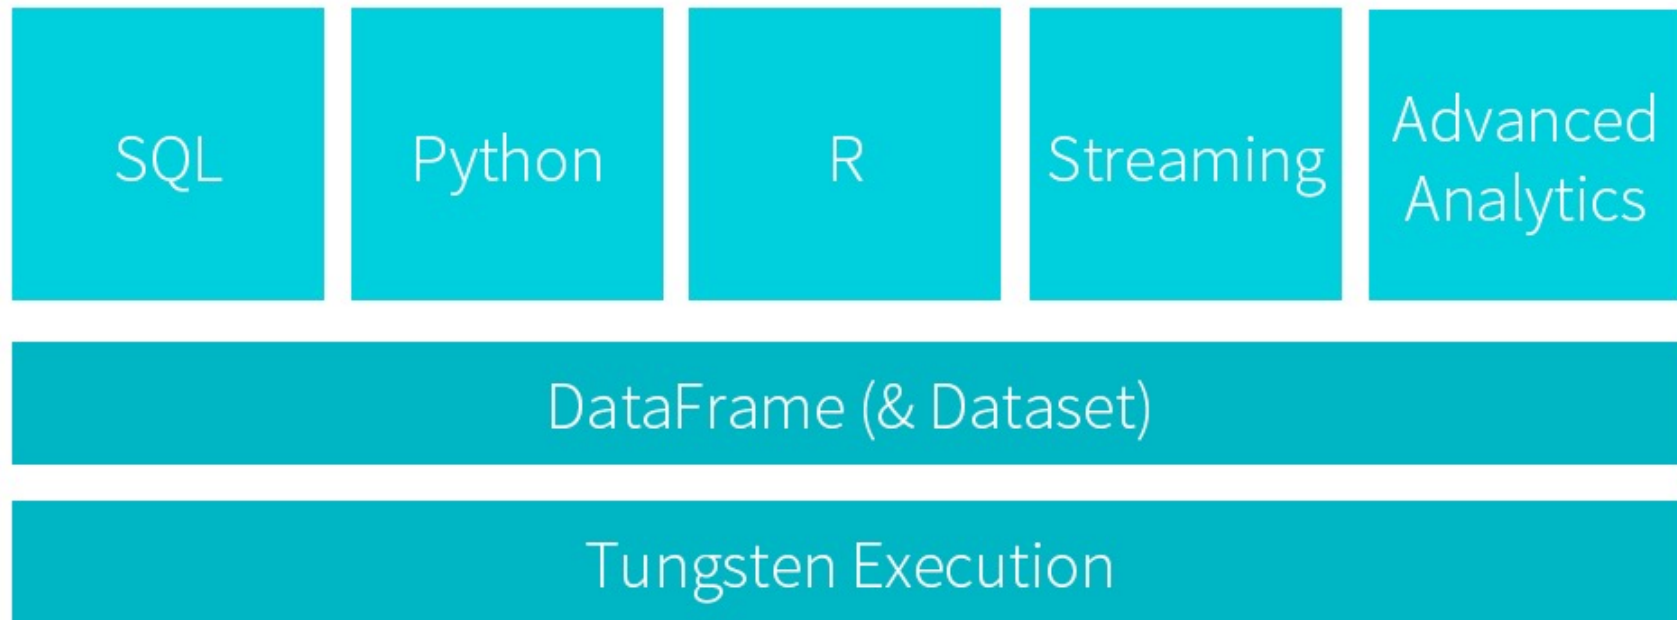 SQL
Python
R
Streaming
Advanced
Analytics
DataFrame (& Dataset)
Tungsten Execution